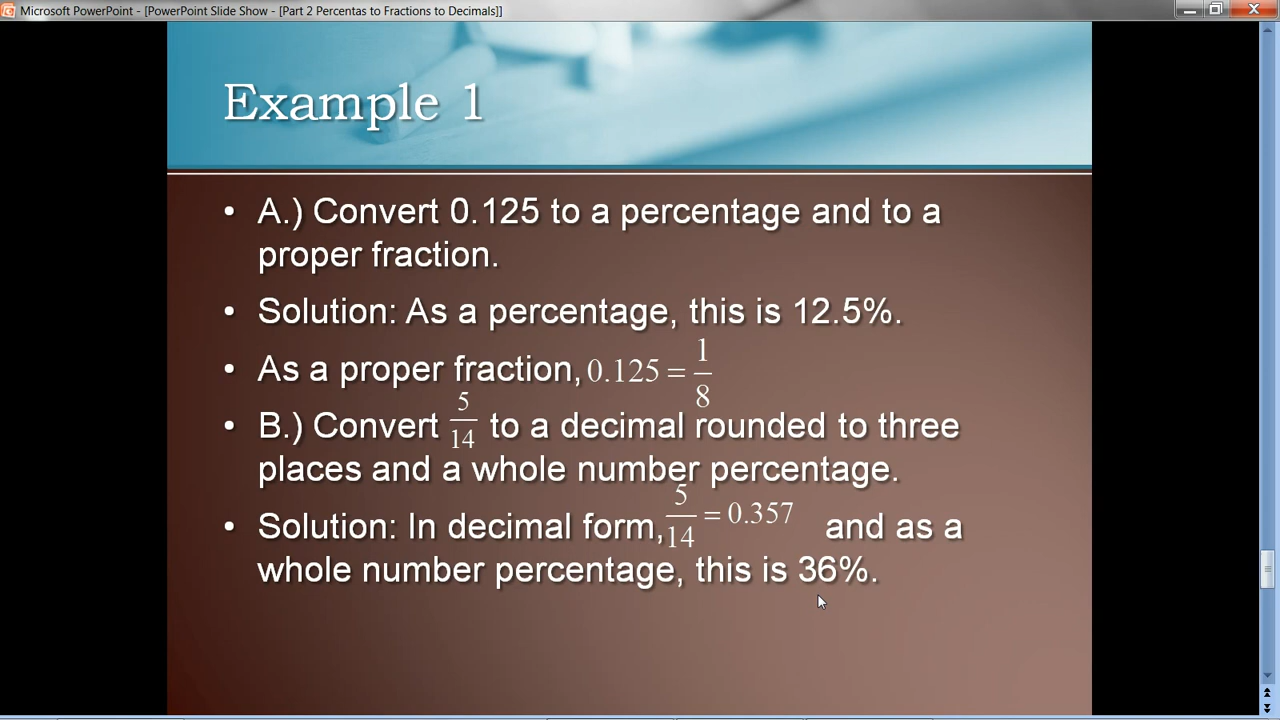 Microsoft PowerPoint - [PowerPoint Slide Show - [Part 2 Percentas to Fractions to Decimals]]
Example 1
• A.) Convert 0.125 to a percentage and to a
proper fraction.
• Solution: As a percentage, this is 12.5%.
• As a proper fraction, 0.125 = 1/8
• B.) Convert 5/14 to a decimal rounded to three
places and a whole number percentage.
• Solution: In decimal form, 5/14 = 0.357 and as a
whole number percentage, this is 36%.